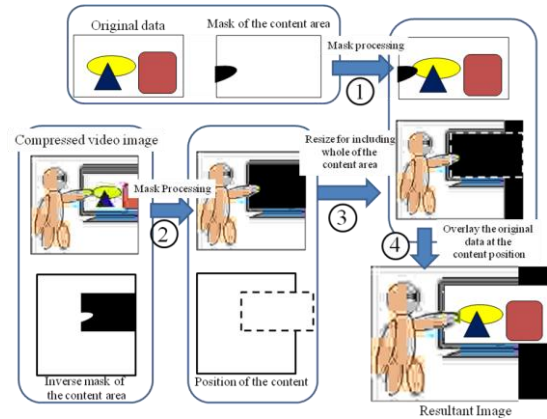 Original data
Mask of the content area
Mask processing
①
Compressed video image
Mask Processing
②
Resize for including
whole of the
content area
③
④
Overlay the original
data at the
content position
Inverse mask of
the content area
Position of the content
Resultant Image